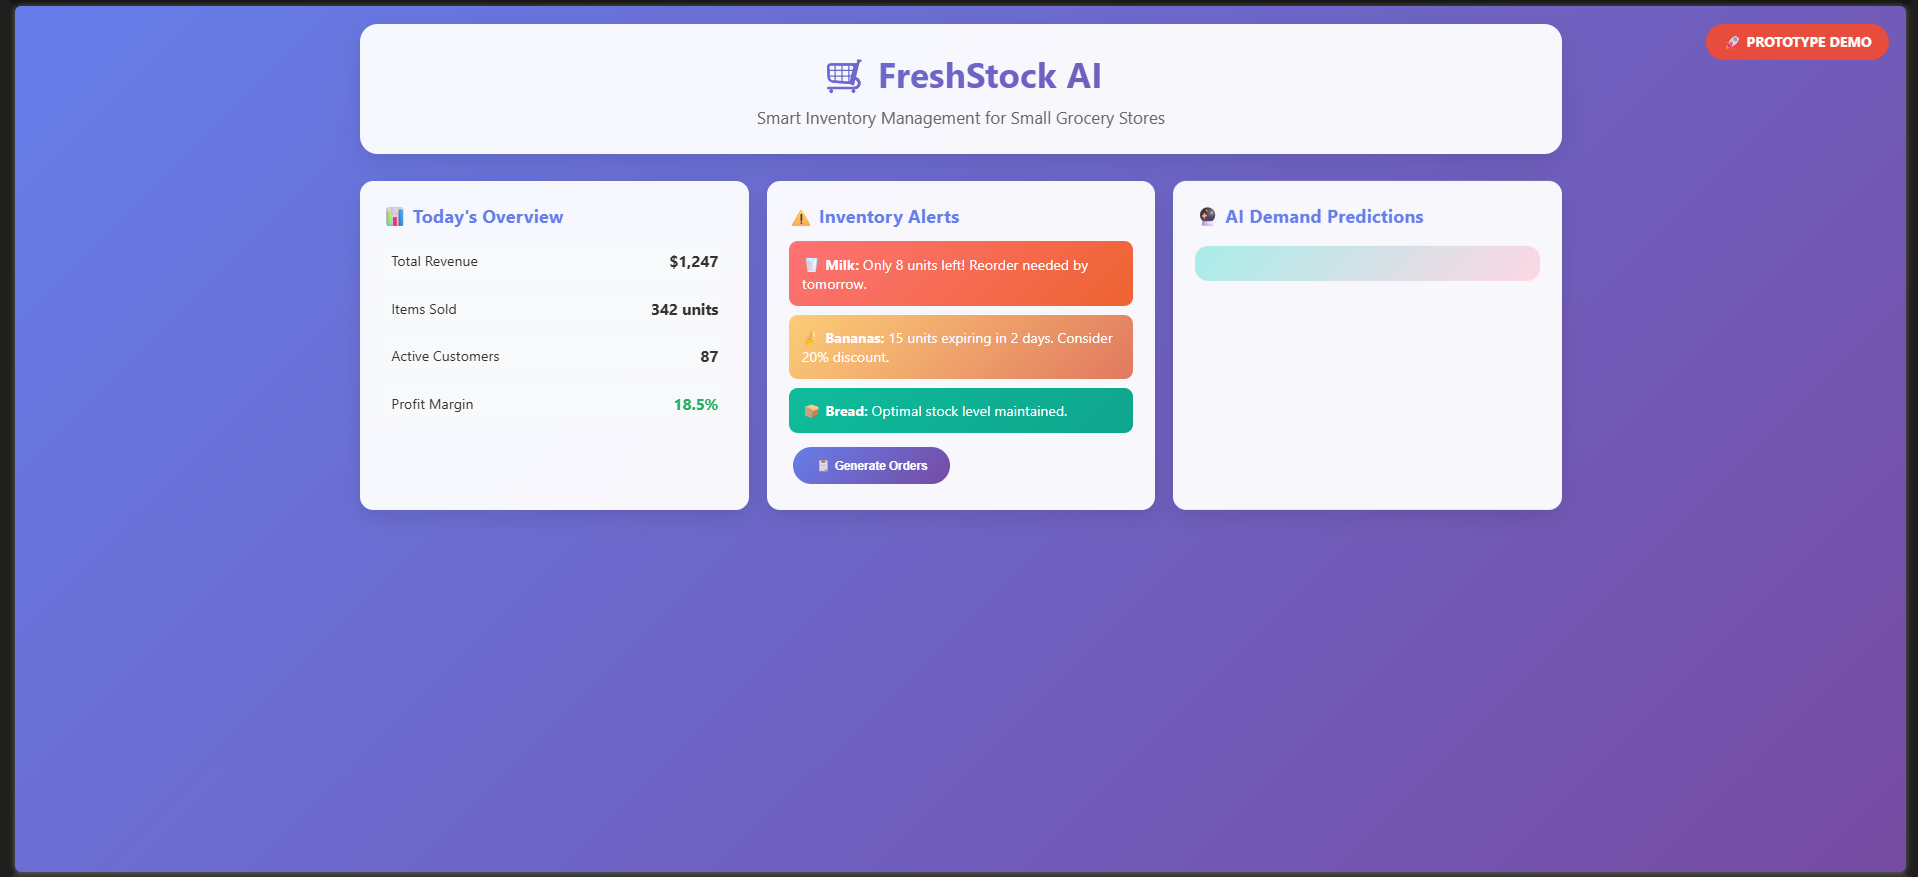 PROTOTYPE DEMO
FreshStock AI
Smart Inventory Management for Small Grocery Stores
Today's Overview
Total Revenue $1,247
Items Sold 342 units
Active Customers 87
Profit Margin 18.5%
Inventory Alerts
Milk: Only 8 units left! Reorder needed by
tomorrow.
Bananas: 15 units expiring in 2 days. Consider
20% discount.
Bread: Optimal stock level maintained.
Generate Orders
AI Demand Predictions